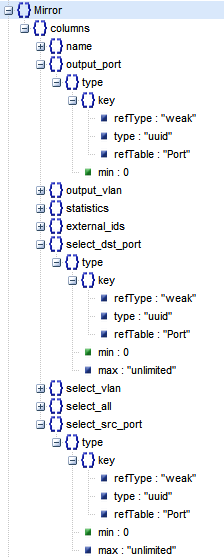 Mirror
columns
name
output_port
type
key
refType : "weak"
type : "uuid"
refTable : "Port"
min : 0
output_vlan
statistics
external_ids
select_dst_port
type
key
refType : "weak"
type : "uuid"
refTable : "Port"
min : 0
max : "unlimited"
select_vlan
select_all
select_src_port
type
key
refType : "weak"
type : "uuid"
refTable : "Port"
min : 0
max : "unlimited"